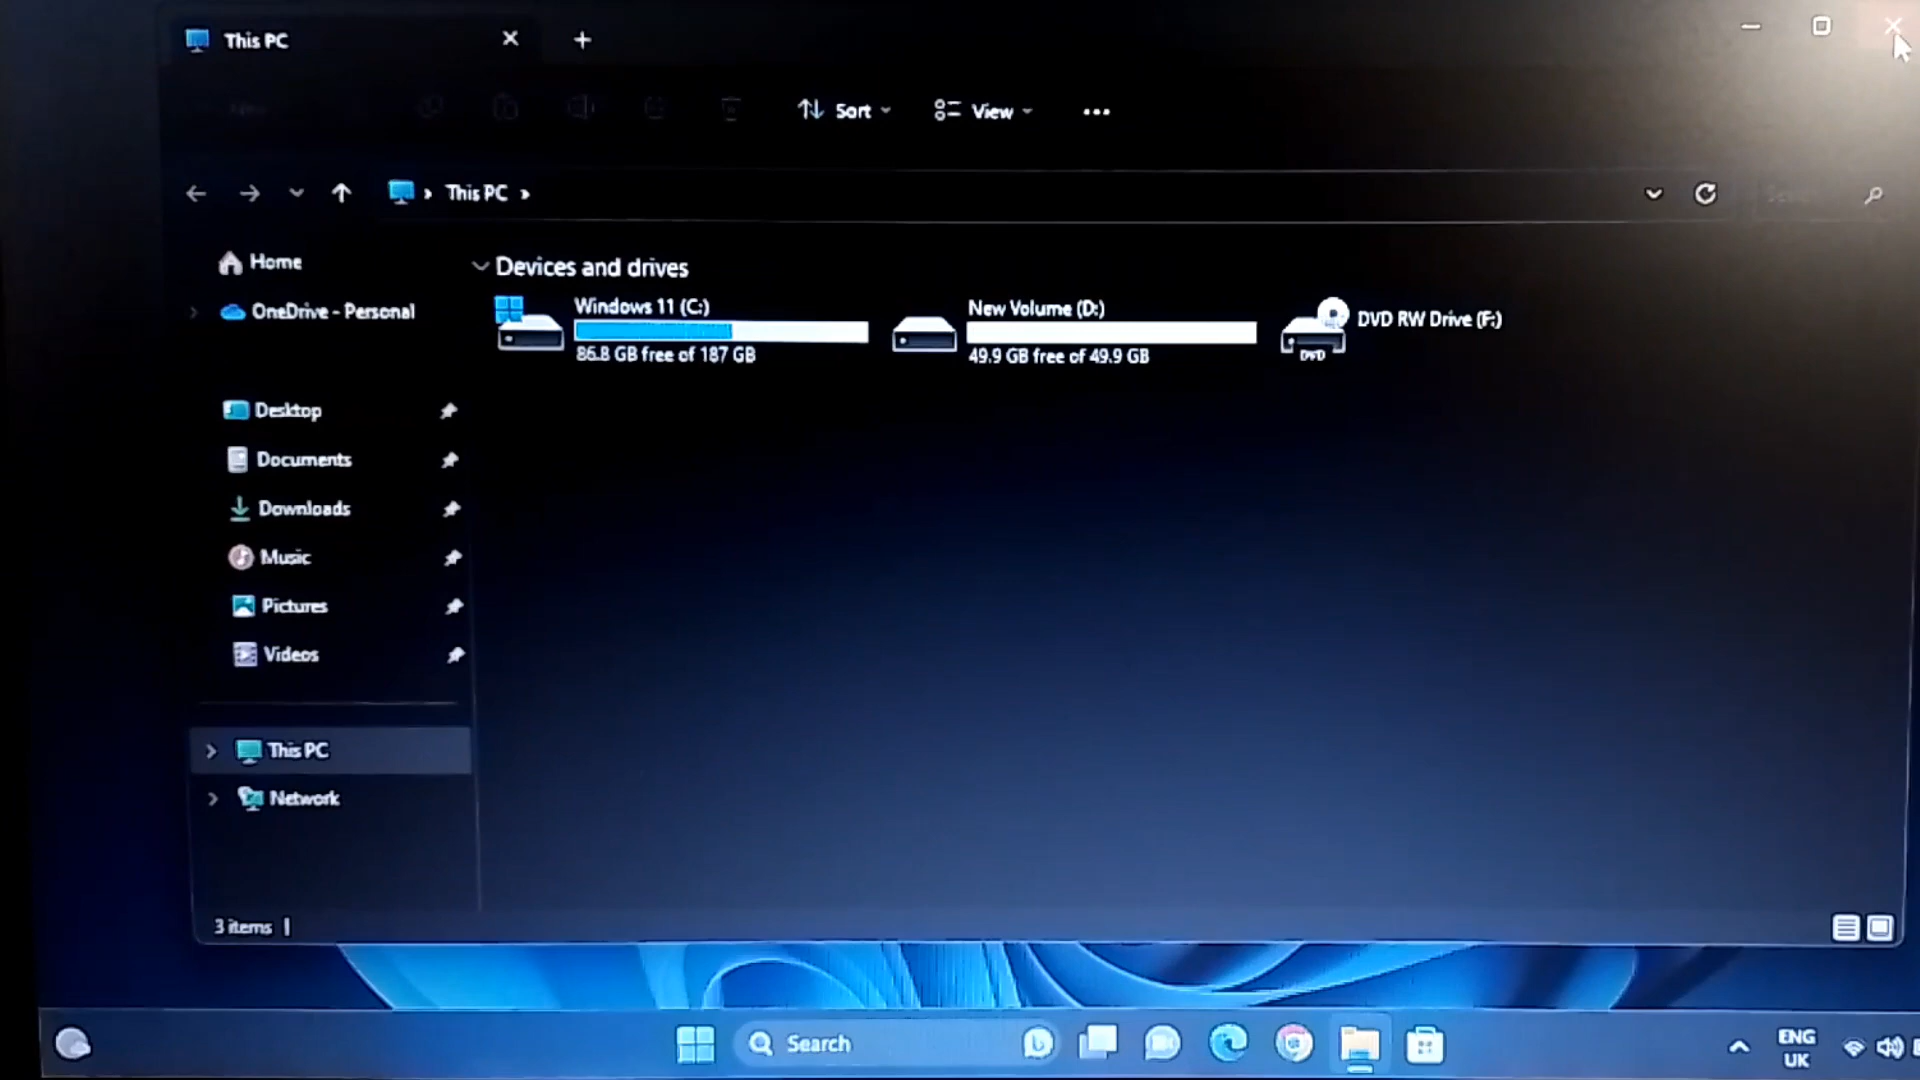 This PC
Sort
View
This PC
Home
OneDrive - Personal
Desktop
Documents
Downloads
Music
Pictures
Videos
This PC
Network
Devices and drives
Windows 11 (C:)
86.8 GB free of 187 GB
New Volume (D:)
49.9 GB free of 49.9 GB
DVD RW Drive (F:)
DVD
3 items
Search
ENG
UK